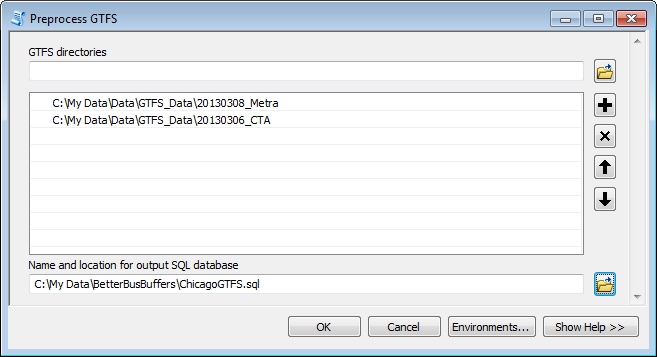 Preprocess GTFS
GTFS directories
C:\My Data\Data\GTFS_Data\20130308_Metra
C:\My Data\Data\GTFS_Data\20130306_CTA
Name and location for output SQL database
C:\My Data\BetterBusBuffers\ChicagoGTFS.sql
OK
Cancel
Environments...
Show Help >>